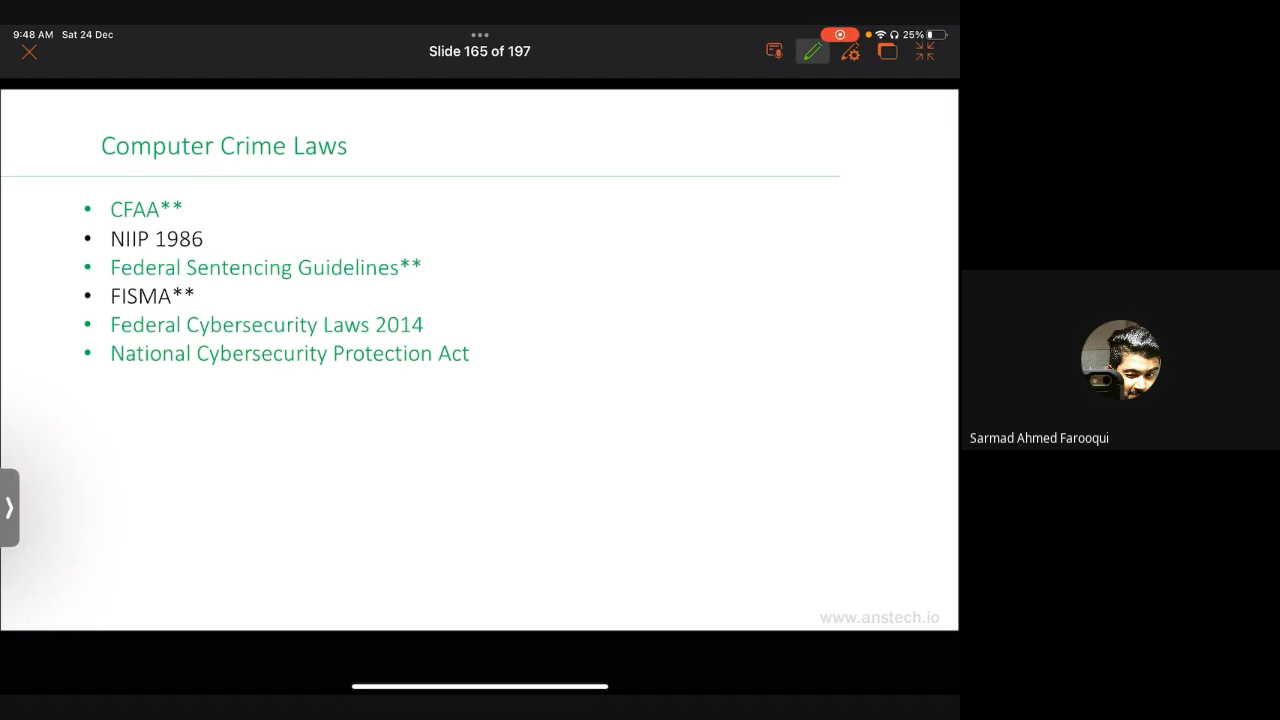 9:48 AM Sat 24 Dec
25%
Slide 165 of 197
Computer Crime Laws
• CFAA**
• NIIP 1986
• Federal Sentencing Guidelines**
• FISMA**
• Federal Cybersecurity Laws 2014
• National Cybersecurity Protection Act
Sarmad Ahmed Farooqui
www.anstech.io